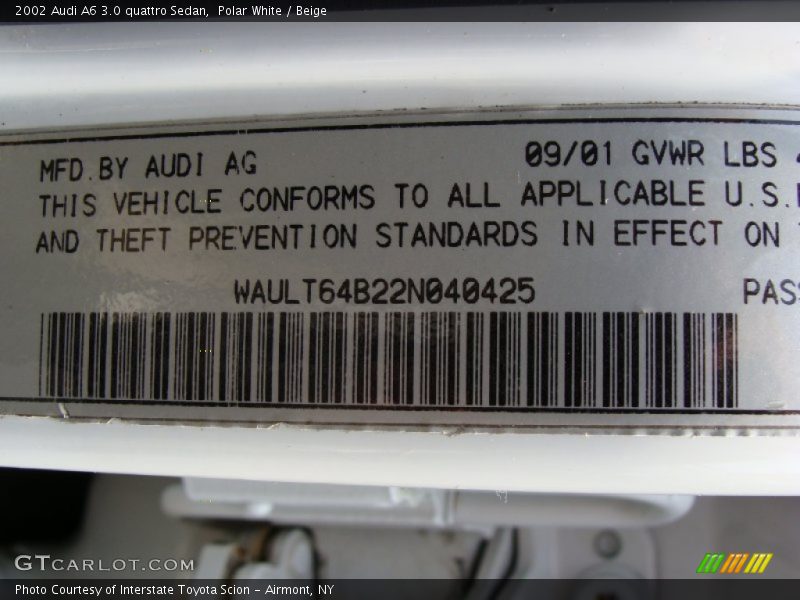 2002 Audi A6 3.0 quattro Sedan,  Polar White / Beige
MFD.BY AUDI AG 09/01 GVWR LBS
THIS VEHICLE CONFORMS TO ALL APPLICABLE U.S.
AND THEFT PREVENTION STANDARDS IN EFFECT ON
WAULT64B22N040425 PASS
GTCARLOT.COM
Photo Courtesy of Interstate Toyota Scion - Airmont, NY